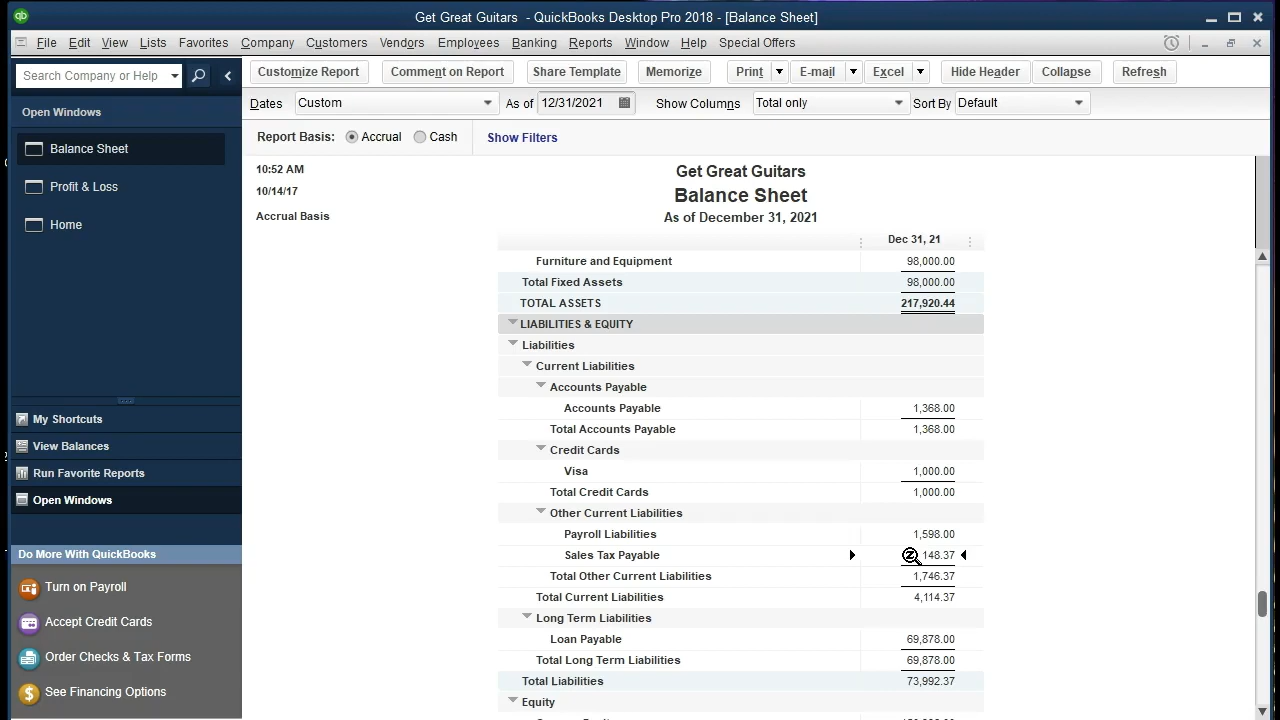 Get Great Guitars - QuickBooks Desktop Pro 2018 - [Balance Sheet]
File Edit View Lists Favorites Company Customers Vendors Employees Banking Reports Window Help Special Offers
Search Company or Help
Customize Report Comment on Report Share Template Memorize Print E-mail Excel Hide Header Collapse Refresh
Dates Custom As of 12/31/2021 Show Columns Total only Sort By Default
Report Basis: Accrual Cash Show Filters
Open Windows
Balance Sheet
Profit & Loss
Home
My Shortcuts
View Balances
Run Favorite Reports
Open Windows
Do More With QuickBooks
Turn on Payroll
Accept Credit Cards
Order Checks & Tax Forms
See Financing Options
10:52 AM
10/14/17
Accrual Basis
Get Great Guitars
Balance Sheet
As of December 31, 2021
Dec 31, 21
Furniture and Equipment 98,000.00
Total Fixed Assets 98,000.00
TOTAL ASSETS 217,920.44
LIABILITIES & EQUITY
Liabilities
Current Liabilities
Accounts Payable
Accounts Payable 1,368.00
Total Accounts Payable 1,368.00
Credit Cards
Visa 1,000.00
Total Credit Cards 1,000.00
Other Current Liabilities
Payroll Liabilities 1,598.00
Sales Tax Payable 148.37
Total Other Current Liabilities 1,746.37
Total Current Liabilities 4,114.37
Long Term Liabilities
Loan Payable 69,878.00
Total Long Term Liabilities 69,878.00
Total Liabilities 73,992.37
Equity